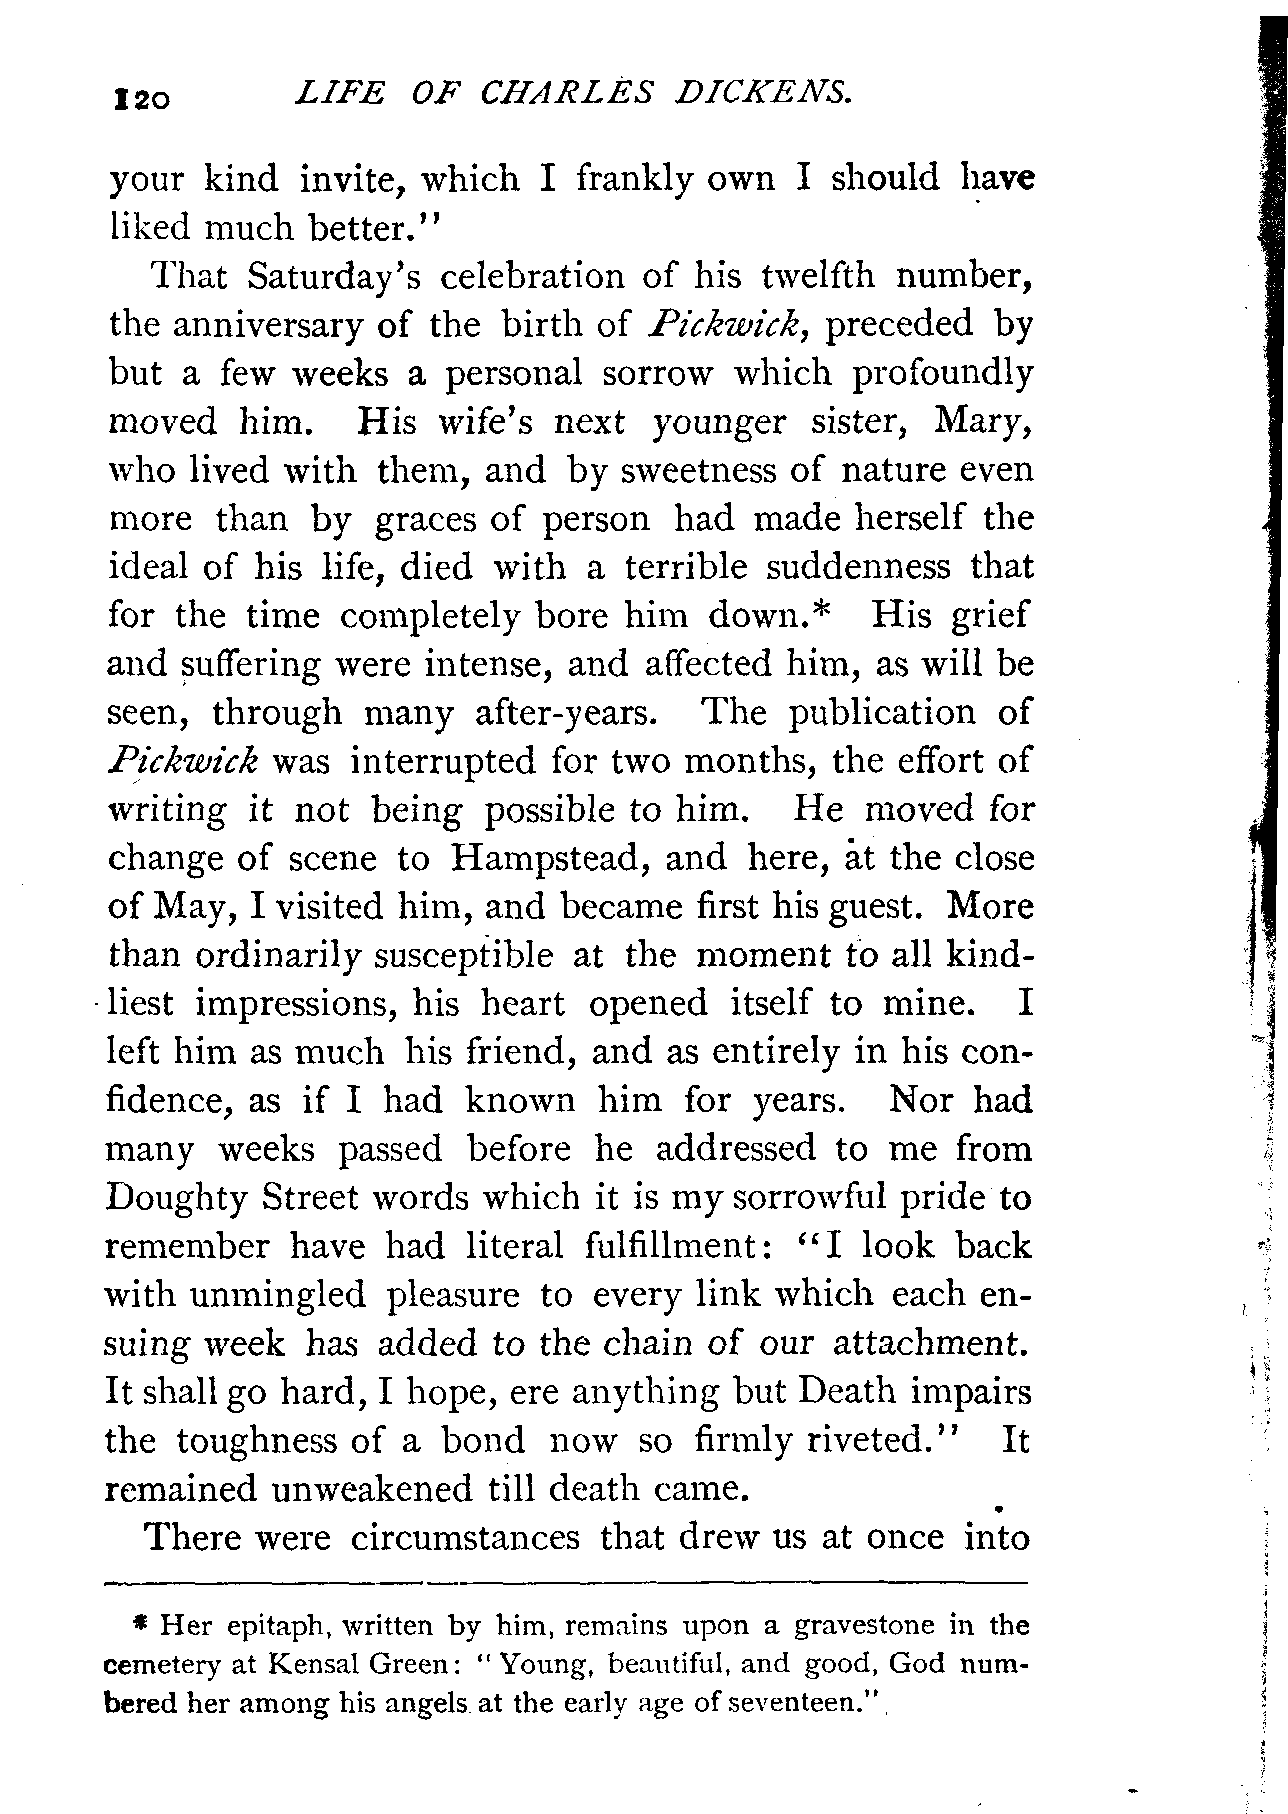 120 LIFE OF CHARLES DICKENS.
your kind invite, which I frankly own I should have
liked much better."
That Saturday's celebration of his twelfth number,
the anniversary of the birth of Pickwick, preceded by
but a few weeks a personal sorrow which profoundly
moved him. His wife's next younger sister, Mary,
who lived with them, and by sweetness of nature even
more than by graces of person had made herself the
ideal of his life, died with a terrible suddenness that
for the time completely bore him down.* His grief
and suffering were intense, and affected him, as will be
seen, through many after-years. The publication of
Pickwick was interrupted for two months, the effort of
writing it not being possible to him. He moved for
change of scene to Hampstead, and here, at the close
of May, I visited him, and became first his guest. More
than ordinarily susceptible at the moment to all kind-
liest impressions, his heart opened itself to mine. I
left him as much his friend, and as entirely in his con-
fidence, as if I had known him for years. Nor had
many weeks passed before he addressed to me from
Doughty Street words which it is my sorrowful pride to
remember have had literal fulfillment: "I look back
with unmingled pleasure to every link which each en-
suing week has added to the chain of our attachment.
It shall go hard, I hope, ere anything but Death impairs
the toughness of a bond now so firmly riveted." It
remained unweakened till death came.
There were circumstances that drew us at once into
* Her epitaph, written by him, remains upon a gravestone in the
cemetery at Kensal Green: "Young, beautiful, and good, God num-
bered her among his angels at the early age of seventeen."